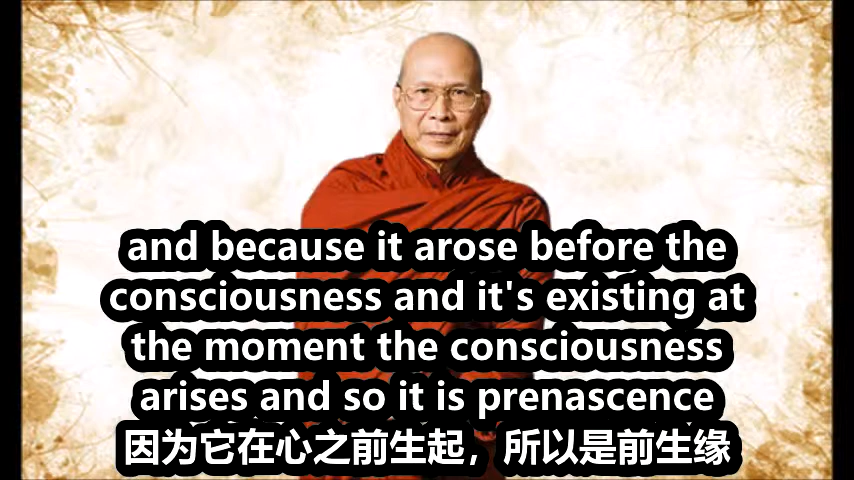 and because it arose before the
consciousness and it's existing at
the moment the consciousness
arises and so it is prenascence
因为它在心之前生起，所以是前生缘